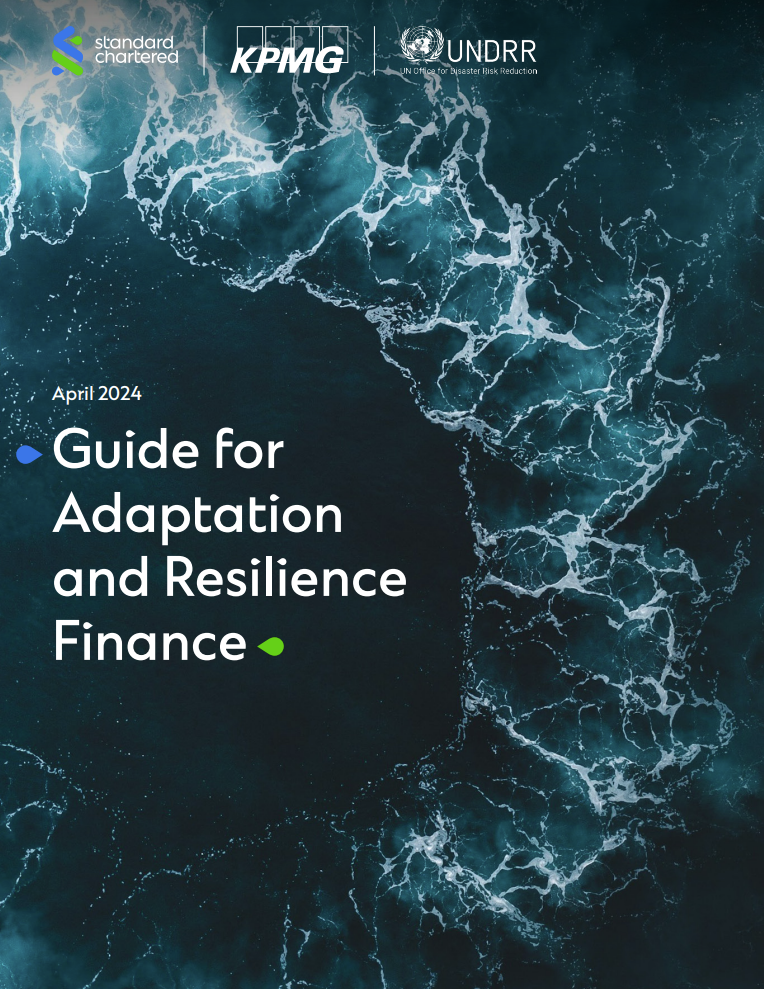 standard
chartered
KPMG
UNDRR
UN Office for Disaster Risk Reduction
April 2024
Guide for
Adaptation
and Resilience
Finance